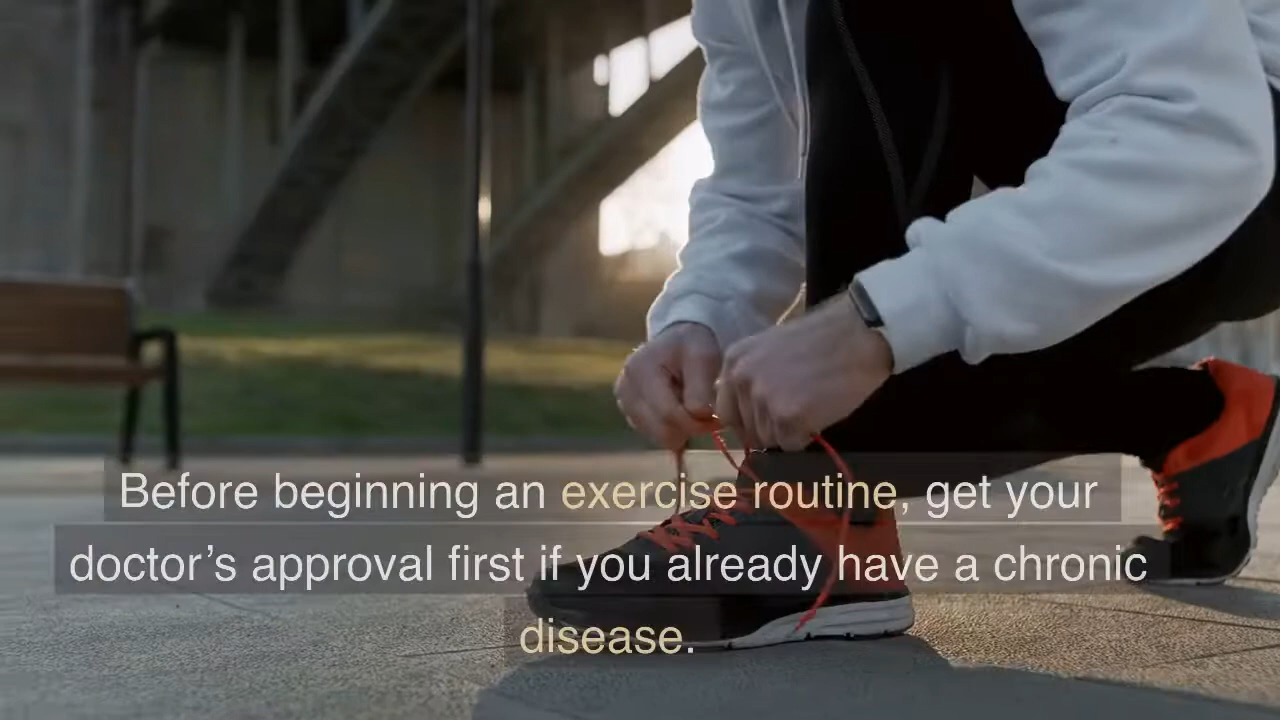 Before beginning an exercise routine, get your
doctor’s approval first if you already have a chronic
disease.